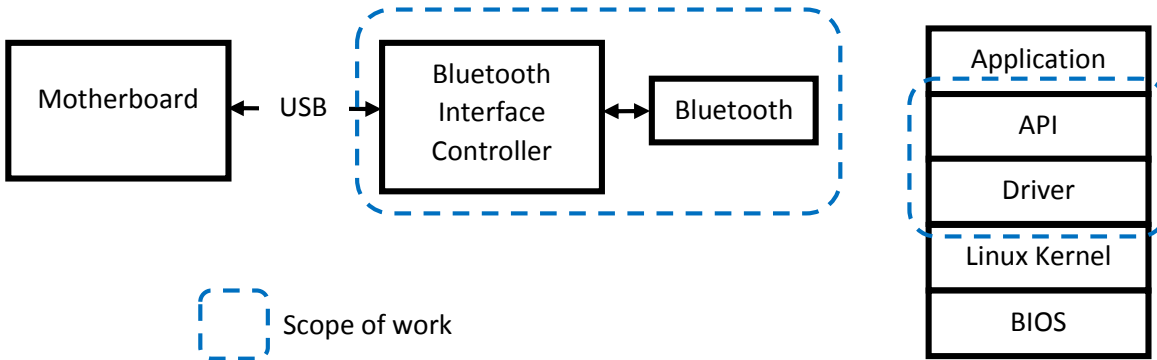 Motherboard
USB
Bluetooth
Interface
Controller
Bluetooth
Application
API
Driver
Linux Kernel
BIOS
Scope of work